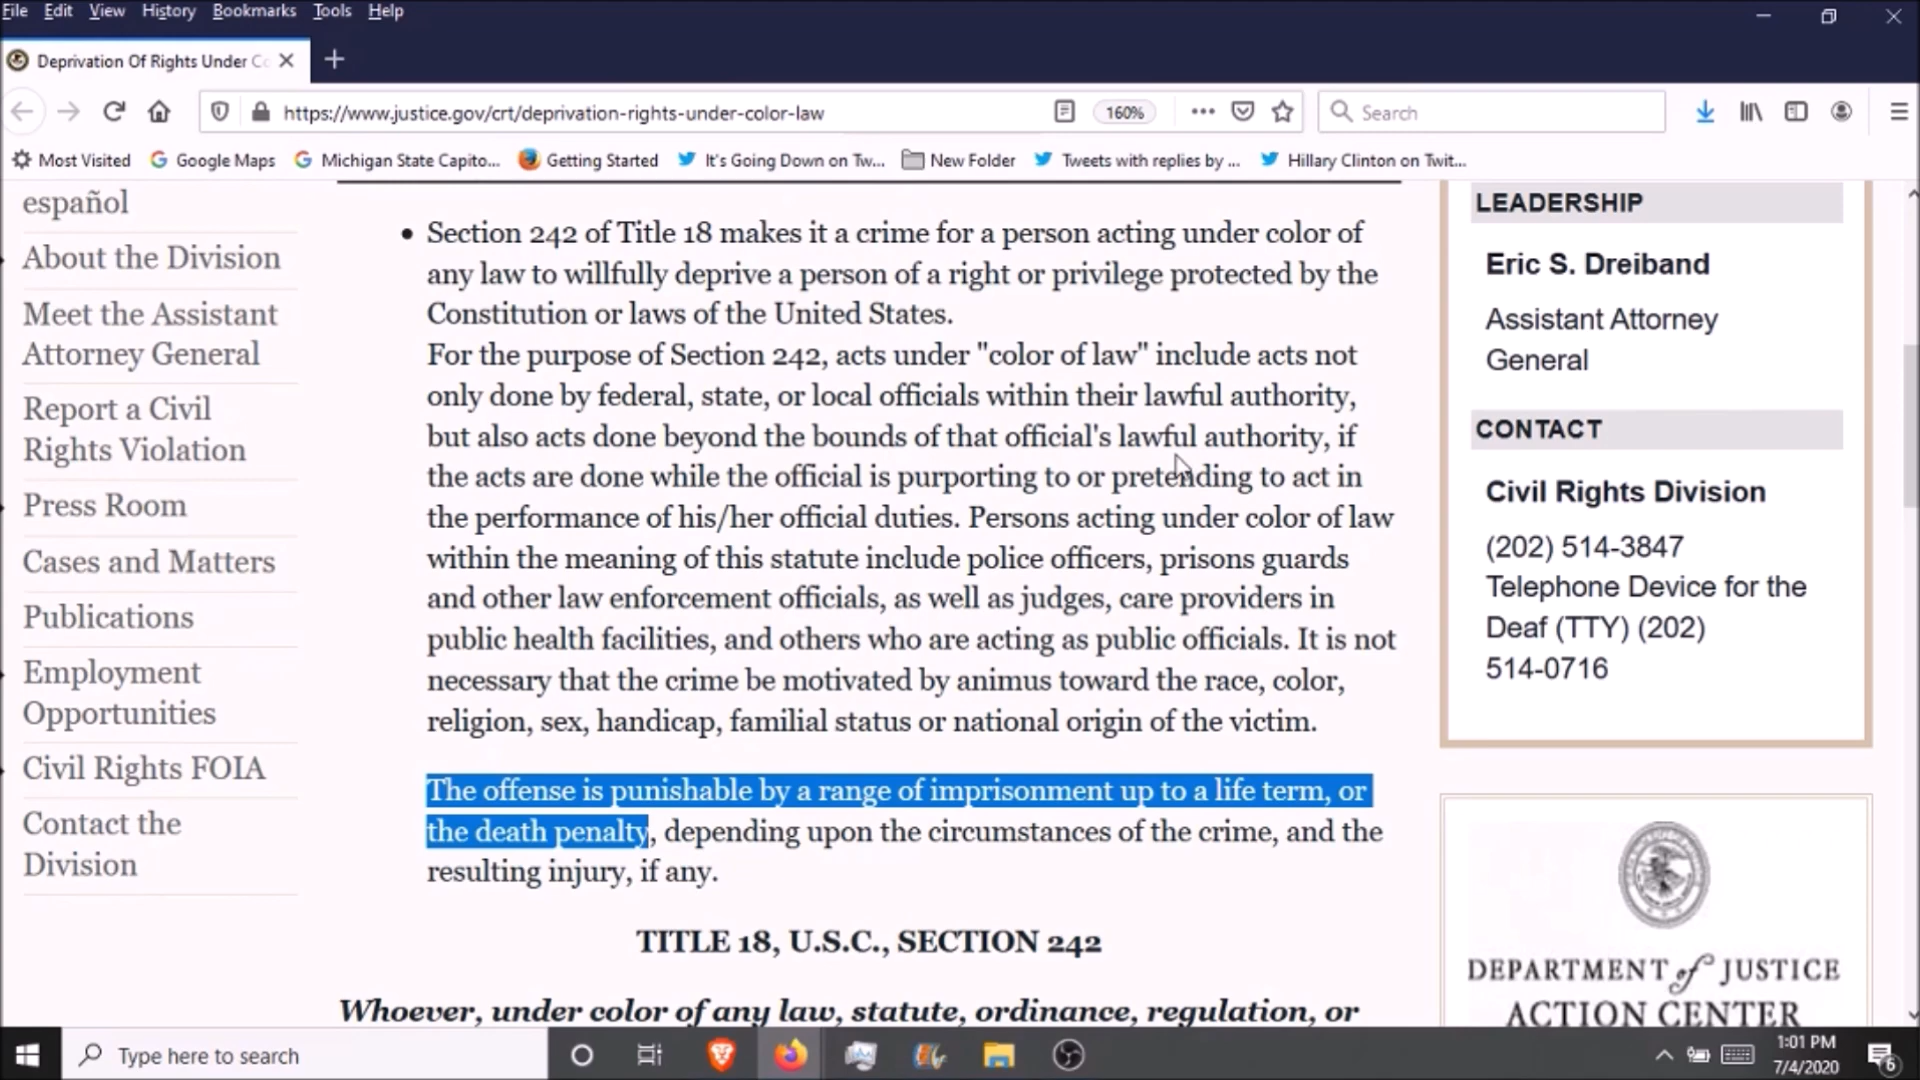 File Edit View History Bookmarks Tools Help
Deprivation Of Rights Under Co
https://www.justice.gov/crt/deprivation-rights-under-color-law
160%
Search
Most Visited Google Maps Michigan State Capito... Getting Started It's Going Down on Tw... New Folder Tweets with replies by ... Hillary Clinton on Twit...
español
About the Division
Meet the Assistant
Attorney General
Report a Civil
Rights Violation
Press Room
Cases and Matters
Publications
Employment
Opportunities
Civil Rights FOIA
Contact the
Division
• Section 242 of Title 18 makes it a crime for a person acting under color of
any law to willfully deprive a person of a right or privilege protected by the
Constitution or laws of the United States.
For the purpose of Section 242, acts under "color of law" include acts not
only done by federal, state, or local officials within their lawful authority,
but also acts done beyond the bounds of that official's lawful authority, if
the acts are done while the official is purporting to or pretending to act in
the performance of his/her official duties. Persons acting under color of law
within the meaning of this statute include police officers, prisons guards
and other law enforcement officials, as well as judges, care providers in
public health facilities, and others who are acting as public officials. It is not
necessary that the crime be motivated by animus toward the race, color,
religion, sex, handicap, familial status or national origin of the victim.
The offense is punishable by a range of imprisonment up to a life term, or
the death penalty, depending upon the circumstances of the crime, and the
resulting injury, if any.
TITLE 18, U.S.C., SECTION 242
Whoever, under color of any law, statute, ordinance, regulation, or
LEADERSHIP
Eric S. Dreiband
Assistant Attorney
General
CONTACT
Civil Rights Division
(202) 514-3847
Telephone Device for the
Deaf (TTY) (202)
514-0716
DEPARTMENT of JUSTICE
ACTION CENTER
Type here to search
1:01 PM
7/4/2020
6